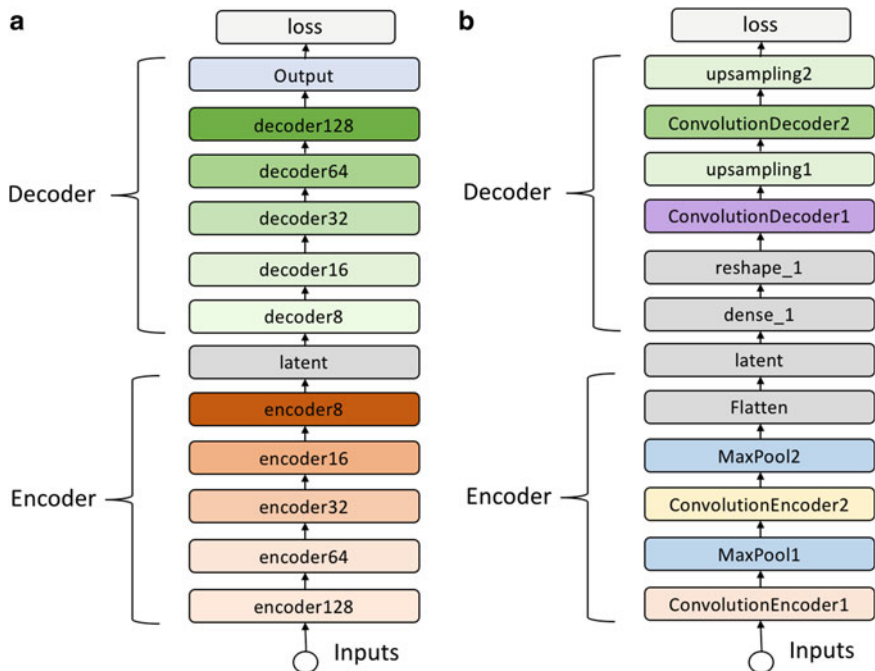 a
loss
Output
decoder128
decoder64
Decoder
decoder32
decoder16
decoder8
latent
encoder8
encoder16
Encoder
encoder32
encoder64
encoder128
Inputs
b
loss
upsampling2
ConvolutionDecoder2
upsampling1
Decoder
ConvolutionDecoder1
reshape_1
dense_1
latent
Flatten
MaxPool2
Encoder
ConvolutionEncoder2
MaxPool1
ConvolutionEncoder1
Inputs